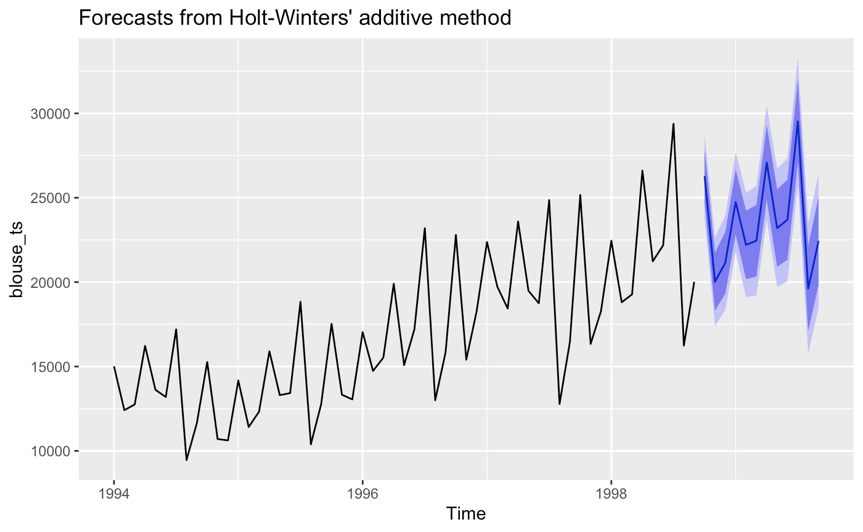 Forecasts from Holt-Winters' additive method
30000
25000
20000
15000
10000
blouse_ts
1994
1996
1998
Time